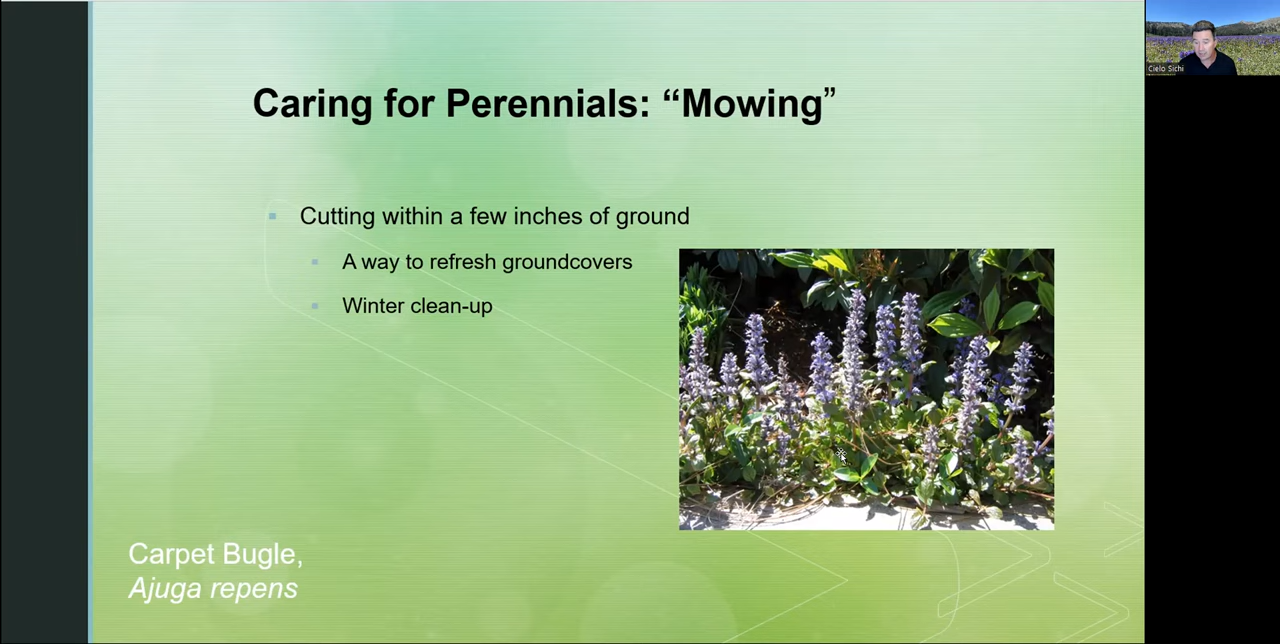 Caring for Perennials: “Mowing”
Cutting within a few inches of ground
A way to refresh groundcovers
Winter clean-up
Carpet Bugle,
Ajuga repens
Cielo Sichi